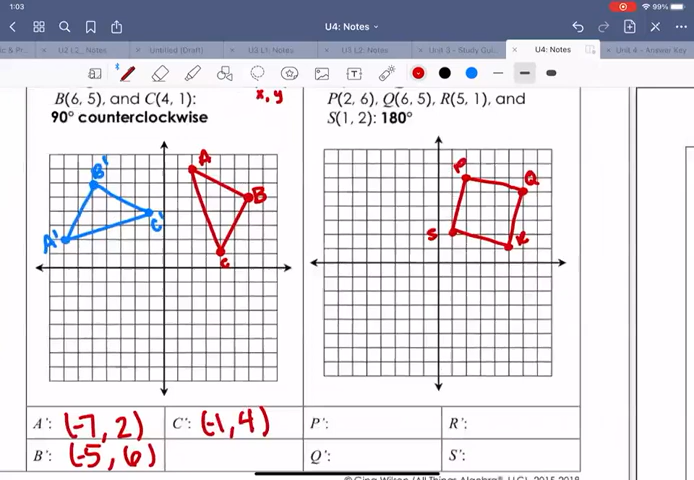 1:03
99%
U4: Notes
U2 L2_ Notes
Untitled (Draft)
U3 L1: Notes
U3 L2: Notes
Unit 3 - Study Gui
U4: Notes
Unit 4 - Answer Key
B(6, 5), and C(4, 1):
x, y
90° counterclockwise
P(2, 6), Q(6, 5), R(5, 1), and
S(1, 2): 180°
B'
A
B
C'
A'
C
P
Q
S
R
A': (-7, 2)
C': (-1, 4)
P':
R':
B': (-5, 6)
Q':
S':
© Gina Wilson (All Things Algebra®, LLC), 2015-2018